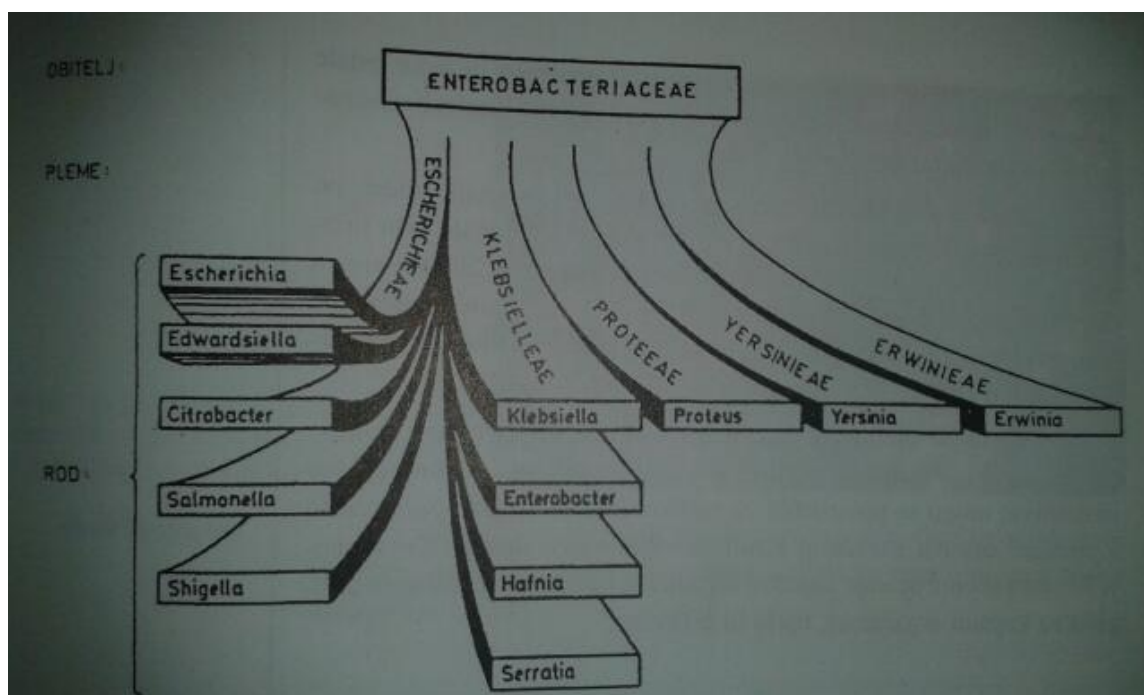 OBITELJ:
ENTEROBACTERIACEAE
PLEME:
ESCHERICHIEAE
KLEBSIELLEAE
PROTEEAE
YERSINIEAE
ERWINIEAE
ROD:
Escherichia
Edwardsiella
Citrobacter
Klebsiella
Proteus
Yersinia
Erwinia
Salmonella
Enterobacter
Shigella
Hafnia
Serratia